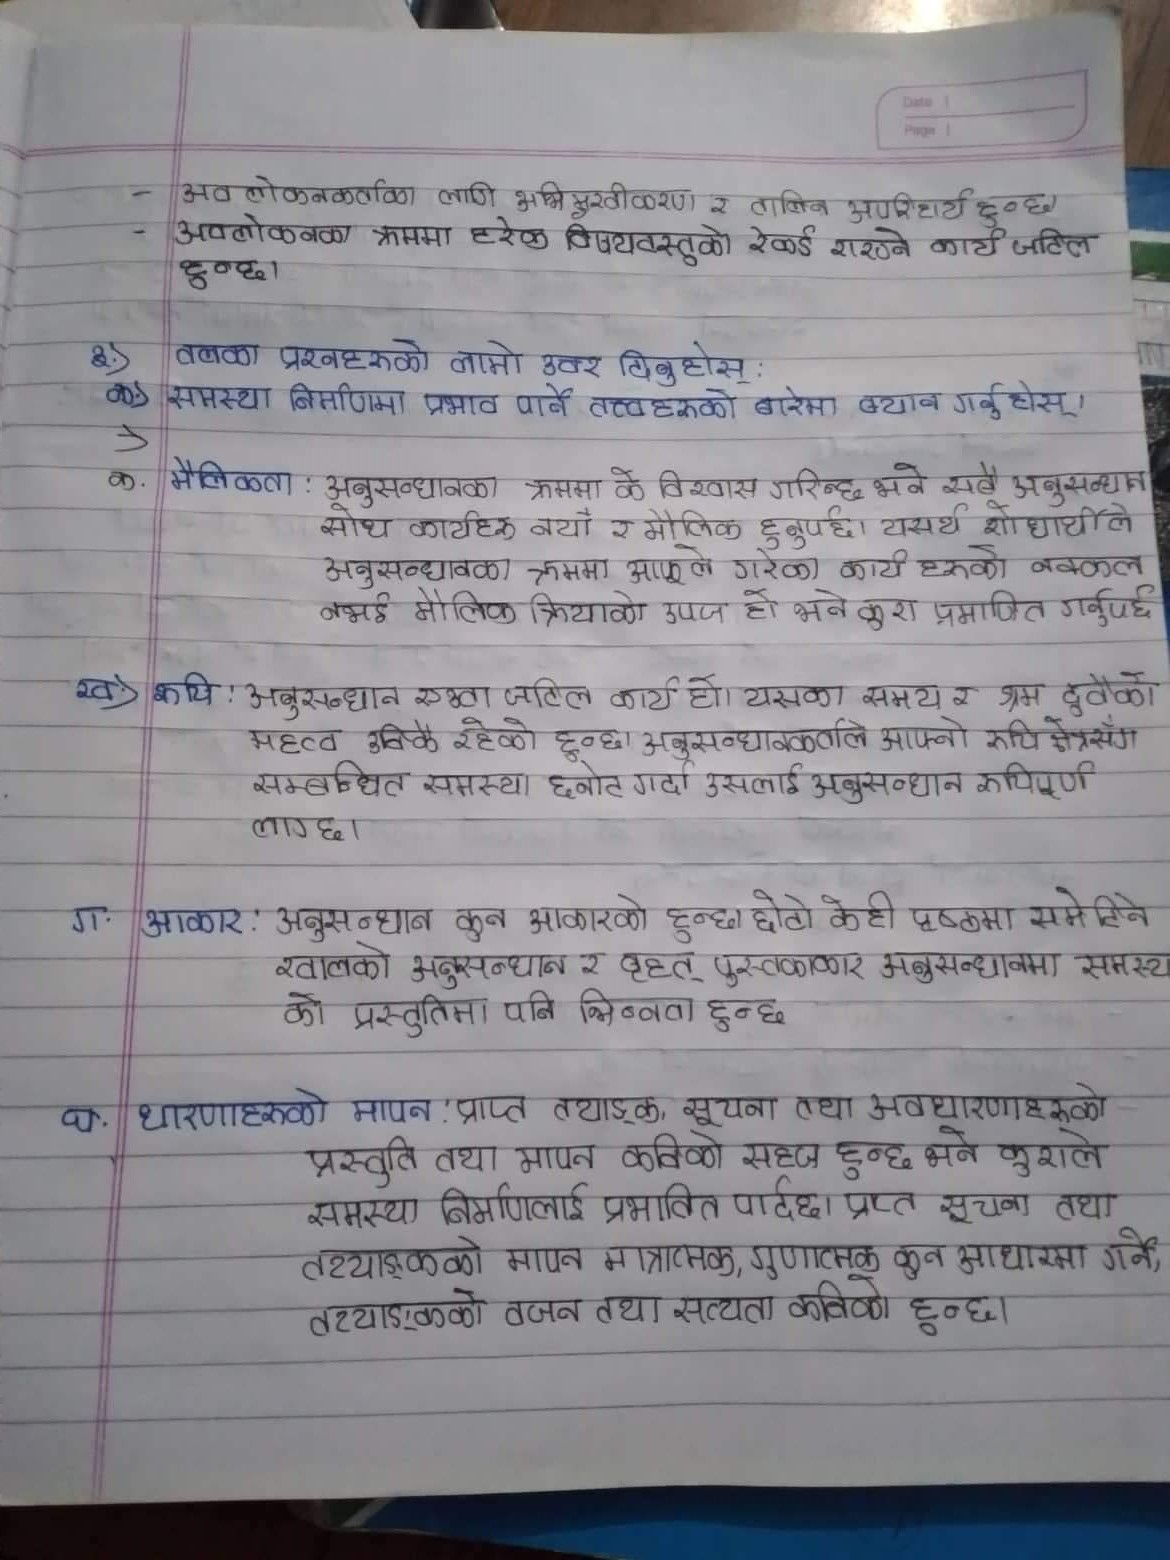 Date
Page
- अवलोकनकर्ताका लागि अभिमुखीकरण र तालिम अपरिहार्य हुन्छ।
- अवलोकनका क्रममा हरेक विषयवस्तुको रेकर्ड राख्ने कार्य जटिल
हुन्छ।
३.) तलका प्रश्नहरुको लामो उत्तर दिनुहोस् :
क) समस्या निर्माणमा प्रभाव पार्ने तत्वहरुको बारेमा बयान गर्नुहोस्।
→
क. मौलिकता : अनुसन्धानका क्रममा के विश्वास गरिन्छ भने सबै अनुसन्धान
सोध कार्यहरु नयाँ र मौलिक हुनुपर्छ। यसर्थ शोधार्थीले
अनुसन्धानका क्रममा आफूले गरेका कार्य हरुको नक्कल
नभई मौलिक क्रियाको उपज हो भने कुरा प्रमाणित गर्नुपर्छ
ख) रूचि : अनुसन्धान एउटा जटिल कार्य हो। यसका समय र श्रम दुवैको
महत्व उतिकै रहेको हुन्छ। अनुसन्धानकर्ताले आफ्नो रूचि क्षेत्रसँग
सम्बन्धित समस्या छनोट गर्दा उसलाई अनुसन्धान रूचिपूर्ण
लाग्छ।
ग. आकार : अनुसन्धान कुन आकारको हुन्छ। छोटो केही पृष्ठमा समेटिने
खालको अनुसन्धान र वृहत् पुस्तकाकार अनुसन्धानमा समस्या
को प्रस्तुतिमा पनि भिन्नता हुन्छ
घ. धारणाहरुको मापन : प्राप्त तथाङ्क, सूचना तथा अवधारणाहरुको
प्रस्तुति तथा मापन कत्तिको सहज हुन्छ भने कुराले
समस्या निर्माणलाई प्रभावित पार्दछ। प्राप्त सूचना तथा
तथ्याङ्कको मापन मात्रात्मक, गुणात्मक कुन आधारमा गर्ने,
तथ्याङ्कको वजन तथा सत्यता कत्तिको हुन्छ।